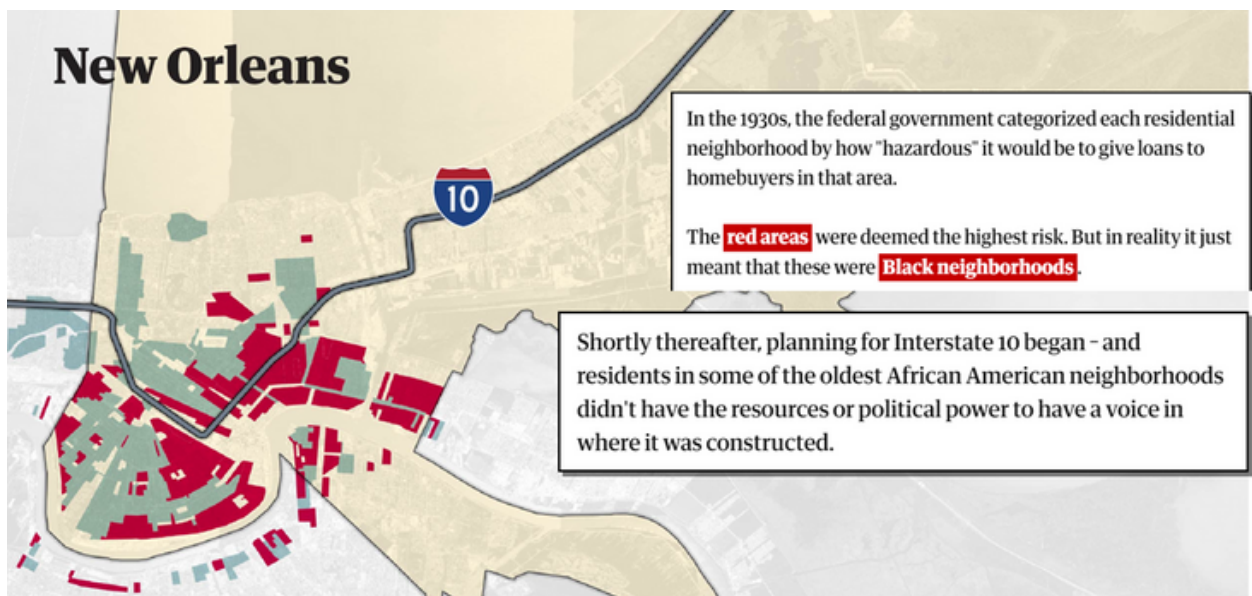 New Orleans
10
In the 1930s, the federal government categorized each residential
neighborhood by how "hazardous" it would be to give loans to
homebuyers in that area.
The red areas were deemed the highest risk. But in reality it just
meant that these were Black neighborhoods.
Shortly thereafter, planning for Interstate 10 began – and
residents in some of the oldest African American neighborhoods
didn't have the resources or political power to have a voice in
where it was constructed.